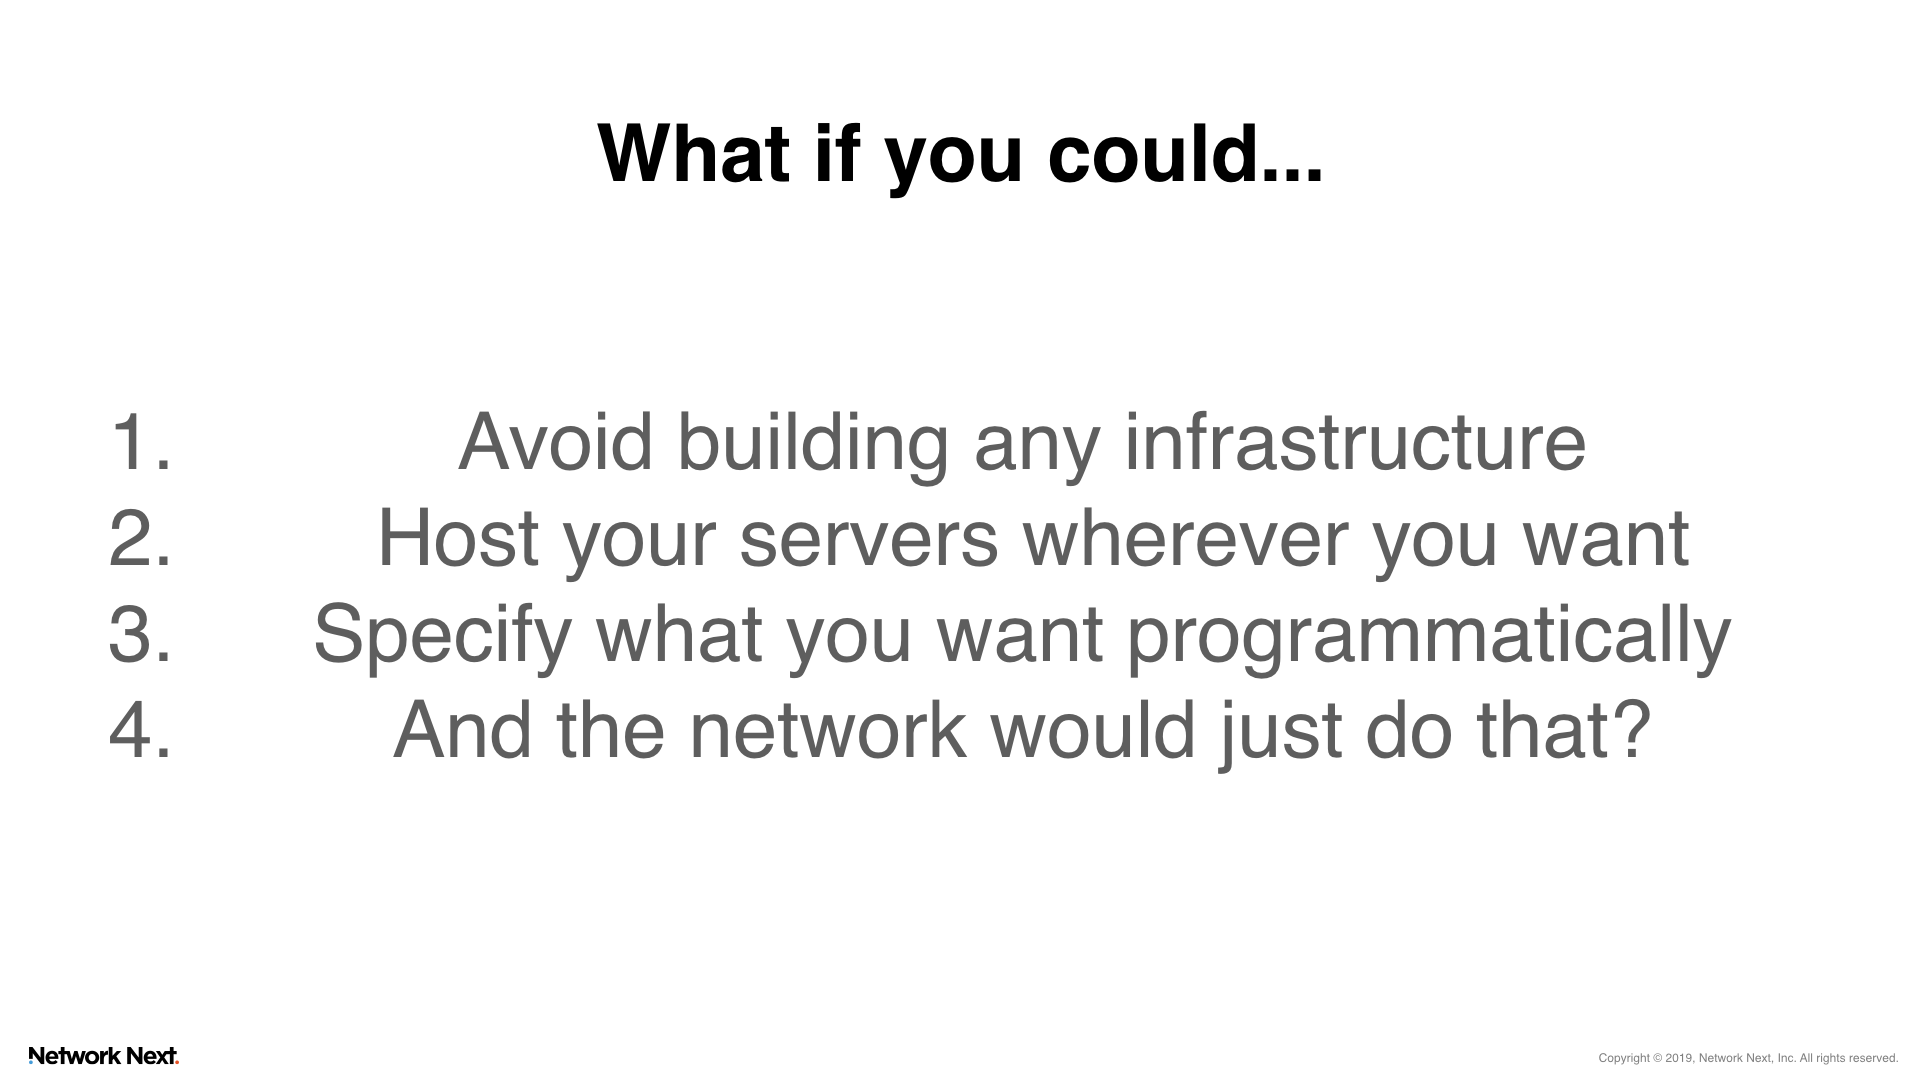 What if you could...
1. Avoid building any infrastructure
2. Host your servers wherever you want
3. Specify what you want programmatically
4. And the network would just do that?
Network Next.
Copyright © 2019, Network Next, Inc. All rights reserved.